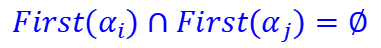 First(αᵢ) ∩ First(αⱼ) = ∅